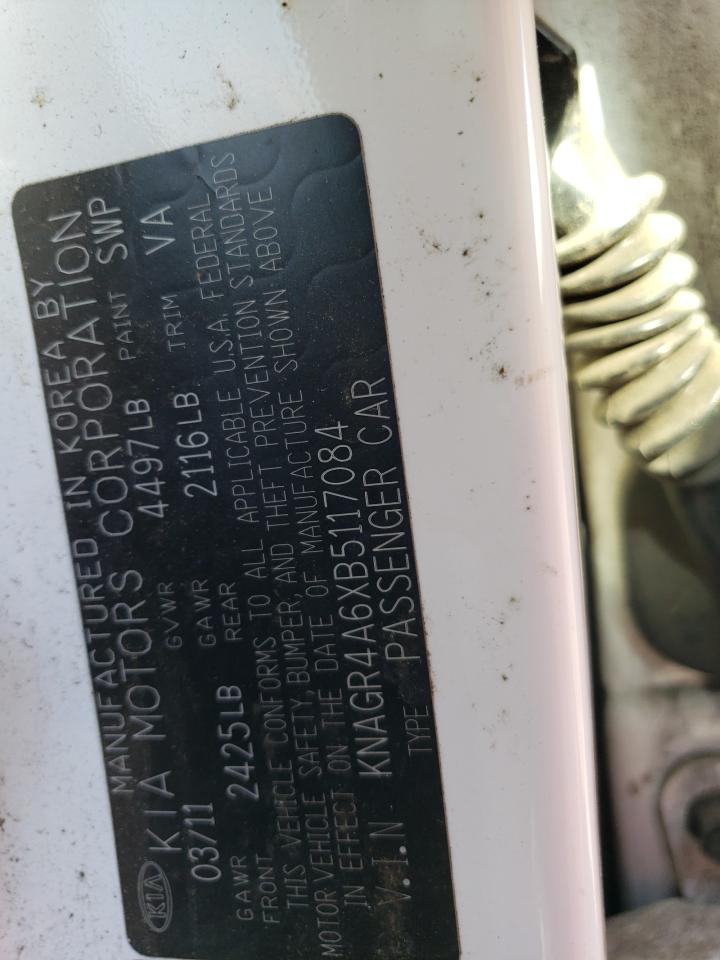 KIA
MANUFACTURED IN KOREA BY
KIA MOTORS CORPORATION
03/11 GVWR 4497LB PAINT SWP
GAWR FRONT 2425LB GAWR REAR 2116LB TRIM VA
THIS VEHICLE CONFORMS TO ALL APPLICABLE U.S.A. FEDERAL
MOTOR VEHICLE SAFETY, BUMPER, AND THEFT PREVENTION STANDARDS
IN EFFECT ON THE DATE OF MANUFACTURE SHOWN ABOVE
V.I.N KNAGR4A6XB5117084
TYPE PASSENGER CAR